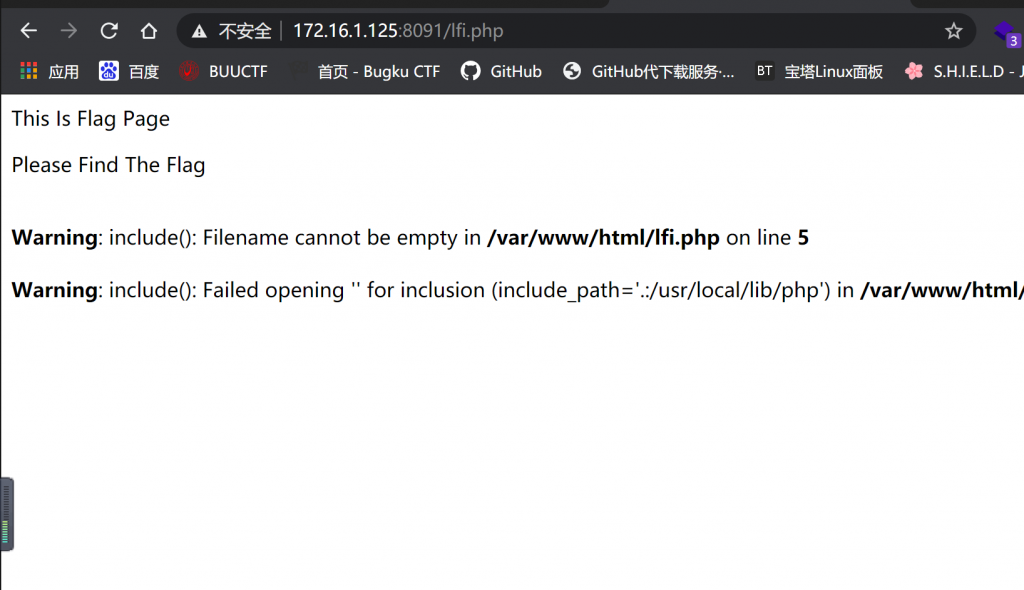 不安全 172.16.1.125:8091/lfi.php
3
应用 百度 BUUCTF 首页 - Bugku CTF GitHub GitHub代下载服务·... BT 宝塔Linux面板 S.H.I.E.L.D - J
This Is Flag Page
Please Find The Flag
Warning: include(): Filename cannot be empty in /var/www/html/lfi.php on line 5
Warning: include(): Failed opening '' for inclusion (include_path='.:/usr/local/lib/php') in /var/www/html/